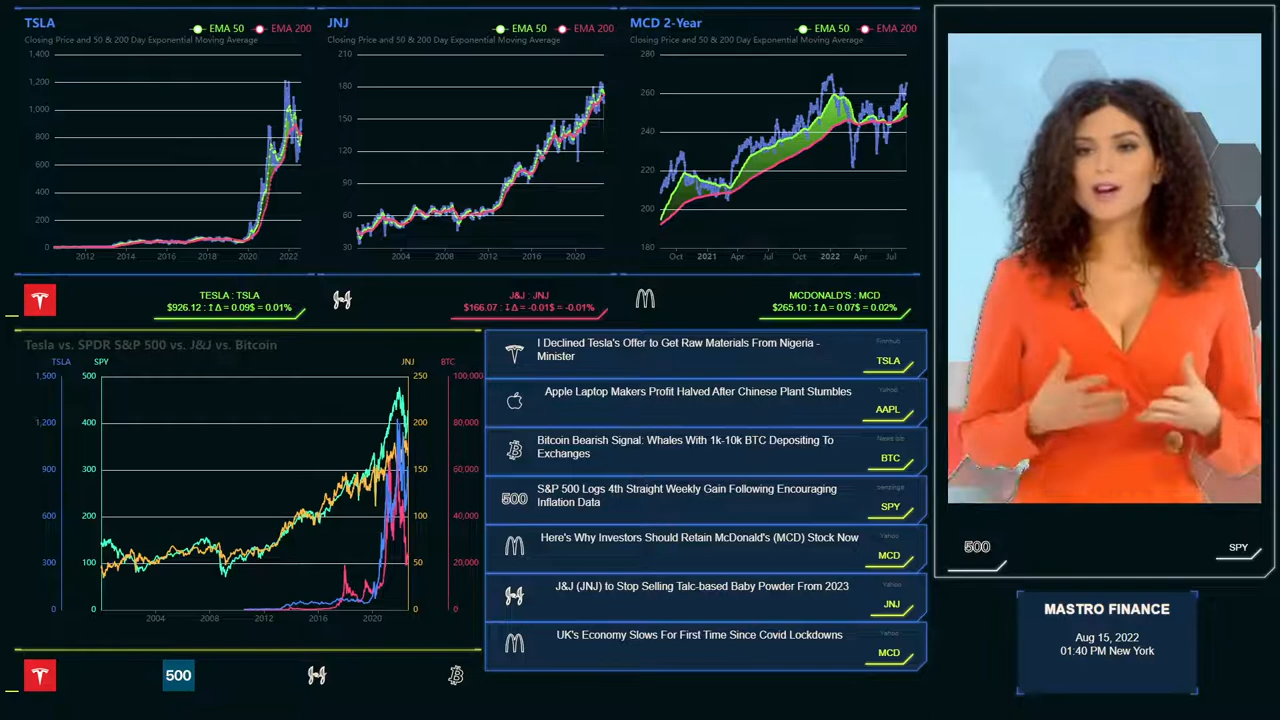 TSLA
EMA 50
EMA 200
Closing Price and 50 & 200 Day Exponential Moving Average
1,400
1,200
1,000
800
600
400
200
0
2012
2014
2016
2018
2020
2022
JNJ
EMA 50
EMA 200
Closing Price and 50 & 200 Day Exponential Moving Average
210
180
150
120
90
60
30
2004
2008
2012
2016
2020
MCD 2-Year
EMA 50
EMA 200
Closing Price and 50 & 200 Day Exponential Moving Average
280
260
240
220
200
180
Oct
2021
Apr
Jul
Oct
2022
Apr
Jul
TESLA : TSLA
$926.12 : ↕ Δ = 0.09$ = 0.01%
J&J : JNJ
$166.07 : ↕ Δ = -0.01$ = -0.01%
MCDONALD'S : MCD
$265.10 : ↕ Δ = 0.07$ = 0.02%
Tesla vs. SPDR S&P 500 vs. J&J vs. Bitcoin
TSLA
SPY
JNJ
BTC
1,500
500
250
100,000
1,200
400
200
80,000
900
300
150
60,000
600
200
100
40,000
300
100
50
20,000
0
0
0
0
2004
2008
2012
2016
2020
500
I Declined Tesla's Offer to Get Raw Materials From Nigeria -
Minister
Finnhub
TSLA
Apple Laptop Makers Profit Halved After Chinese Plant Stumbles
Yahoo
AAPL
Bitcoin Bearish Signal: Whales With 1k-10k BTC Depositing To
Exchanges
BTC
500
S&P 500 Logs 4th Straight Weekly Gain Following Encouraging
Inflation Data
benzinga
SPY
Here's Why Investors Should Retain McDonald's (MCD) Stock Now
Yahoo
MCD
J&J (JNJ) to Stop Selling Talc-based Baby Powder From 2023
Yahoo
JNJ
UK's Economy Slows For First Time Since Covid Lockdowns
Yahoo
MCD
500
SPY
MASTRO FINANCE
Aug 15, 2022
01:40 PM New York